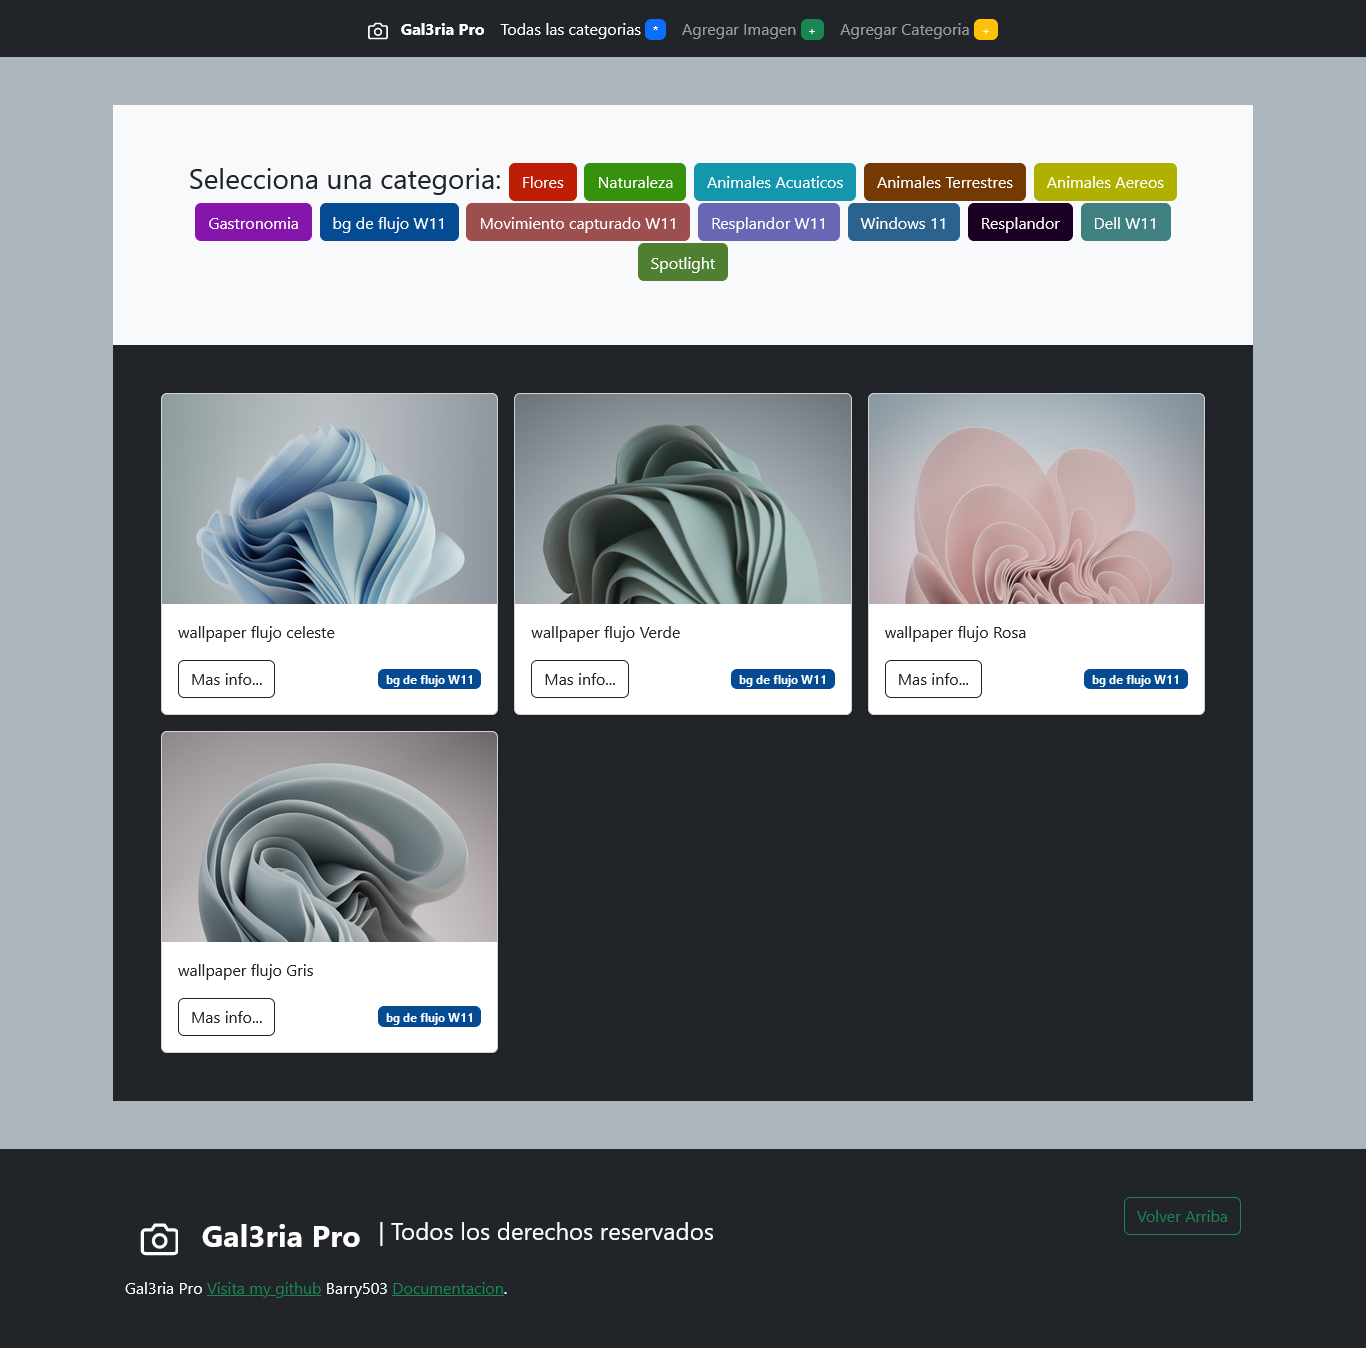 Gal3ria Pro Todas las categorias * Agregar Imagen + Agregar Categoria +
Selecciona una categoria: Flores Naturaleza Animales Acuaticos Animales Terrestres Animales Aereos
Gastronomia bg de flujo W11 Movimiento capturado W11 Resplandor W11 Windows 11 Resplandor Dell W11
Spotlight
wallpaper flujo celeste
Mas info... bg de flujo W11
wallpaper flujo Verde
Mas info... bg de flujo W11
wallpaper flujo Rosa
Mas info... bg de flujo W11
wallpaper flujo Gris
Mas info... bg de flujo W11
Gal3ria Pro | Todos los derechos reservados
Volver Arriba
Gal3ria Pro Visita my github Barry503 Documentacion.